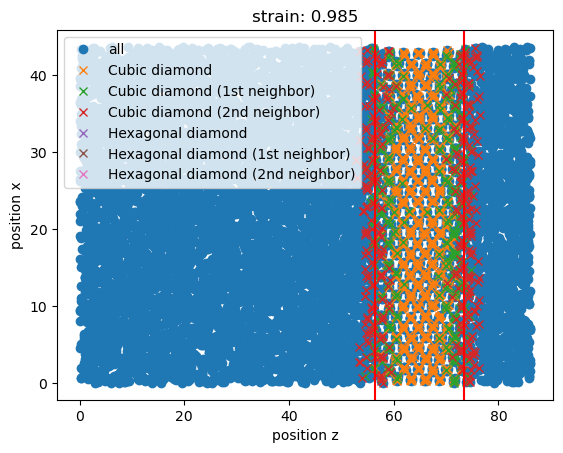 strain: 0.985
all
Cubic diamond
Cubic diamond (1st neighbor)
Cubic diamond (2nd neighbor)
Hexagonal diamond
Hexagonal diamond (1st neighbor)
Hexagonal diamond (2nd neighbor)
position x
40
30
20
10
0
0 20 40 60 80
position z